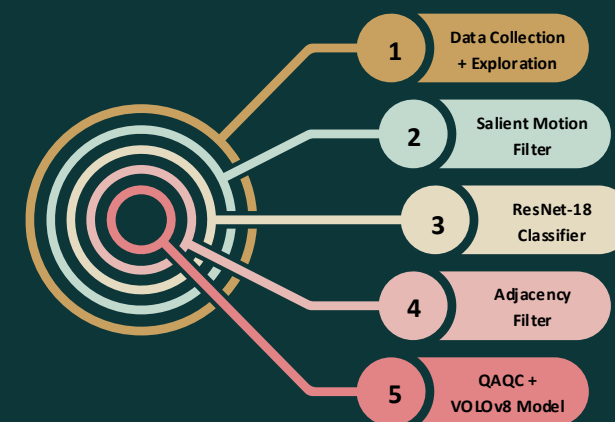 1
Data Collection
+ Exploration
2
Salient Motion
Filter
3
ResNet-18
Classifier
4
Adjacency
Filter
5
QAQC +
VOLOv8 Model